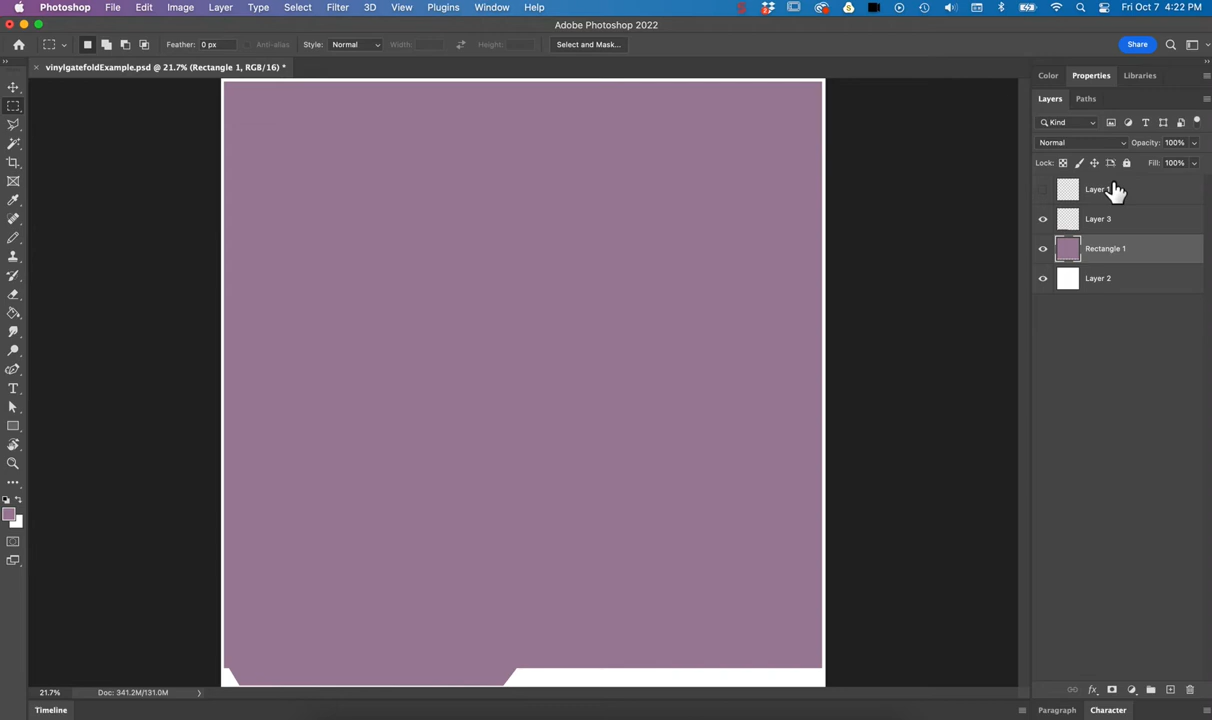 Photoshop File Edit Image Layer Type Select Filter 3D View Plugins Window Help Fri Oct 7 4:22 PM
Adobe Photoshop 2022
Feather: 0 px Anti-alias Style: Normal Width: Height: Select and Mask... Share
vinylgatefoldExample.psd @ 21.7% (Rectangle 1, RGB/16) *
Color Properties Libraries
Layers Paths
Kind
Normal Opacity: 100%
Lock: Fill: 100%
Layer 1
Layer 3
Rectangle 1
Layer 2
21.7% Doc: 341.2M/131.0M
Timeline Paragraph Character